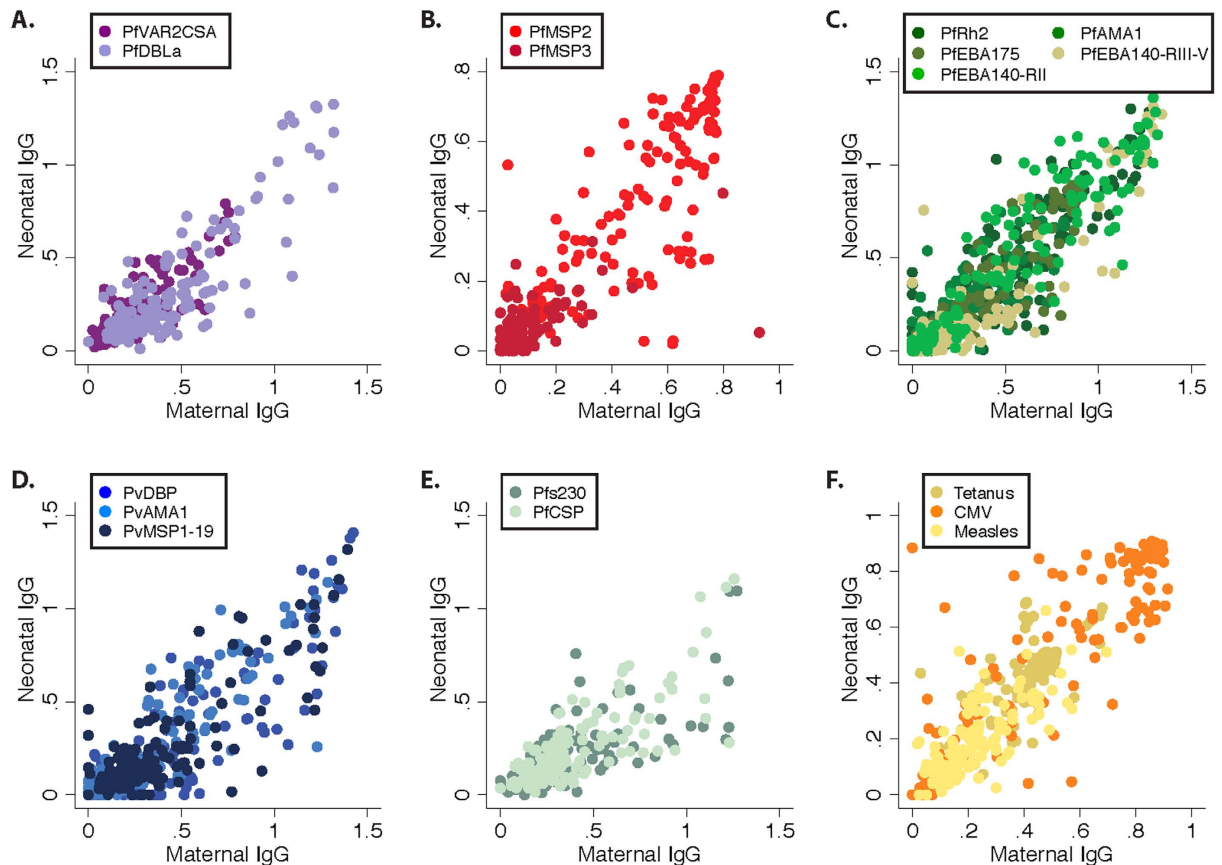 A.
PfVAR2CSA
PfDBLa
1.5
1
.5
0
Neonatal IgG
0 .5 1 1.5
Maternal IgG
B.
PfMSP2
PfMSP3
.8
.6
.4
.2
0
Neonatal IgG
0 .2 .4 .6 .8 1
Maternal IgG
C.
PfRh2 PfAMA1
PfEBA175 PfEBA140-RIII-V
PfEBA140-RII
1.5
1
.5
0
Neonatal IgG
0 .5 1 1.5
Maternal IgG
D.
PvDBP
PvAMA1
PvMSP1-19
1.5
1
.5
0
Neonatal IgG
0 .5 1 1.5
Maternal IgG
E.
Pfs230
PfCSP
1.5
1
.5
0
Neonatal IgG
0 .5 1 1.5
Maternal IgG
F.
Tetanus
CMV
Measles
1
.8
.6
.4
.2
0
Neonatal IgG
0 .2 .4 .6 .8 1
Maternal IgG